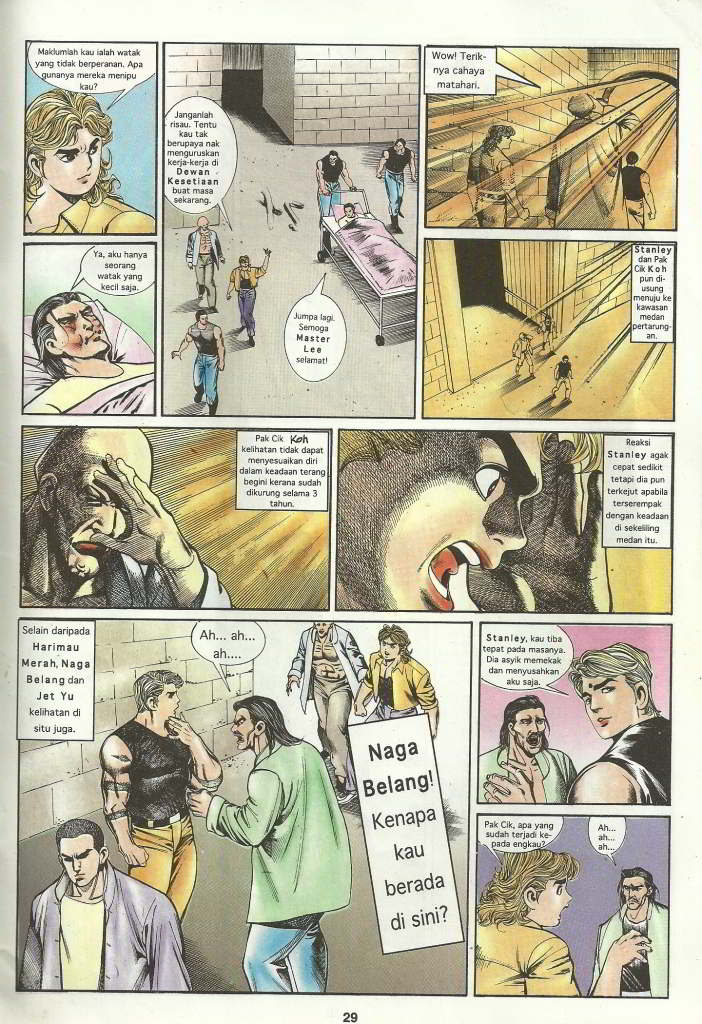 Maklumlah kau ialah watak
yang tidak berperanan. Apa
gunanya mereka menipu
kau?
Ya, aku hanya
seorang
watak yang
kecil saja.
Janganlah
risau. Tentu
kau tak
berupaya nak
menguruskan
kerja-kerja di
Dewan
Kesetiaan
buat masa
sekarang.
Jumpa lagi.
Semoga
Master
Lee
selamat!
Wow! Terik-
nya cahaya
matahari.
Stanley
dan Pak
Cik Koh
pun di-
usung
menuju ke
kawasan
medan
pertarung-
an.
Pak Cik Koh
kelihatan tidak dapat
menyesuaikan diri
dalam keadaan terang
begini kerana sudah
dikurung selama 3
tahun.
Reaksi
Stanley agak
cepat sedikit
tetapi dia pun
terkejut apabila
terserempak
dengan keadaan
di sekeliling
medan itu.
Selain daripada
Harimau
Merah, Naga
Belang dan
Jet Yu
kelihatan di
situ juga.
Ah... ah...
ah....
Naga
Belang!
Kenapa
kau
berada
di sini?
Stanley, kau tiba
tepat pada masanya.
Dia asyik memekak
dan menyusahkan
aku saja.
Pak Cik, apa yang
sudah terjadi ke-
pada engkau?
Ah...
ah...
ah...
29